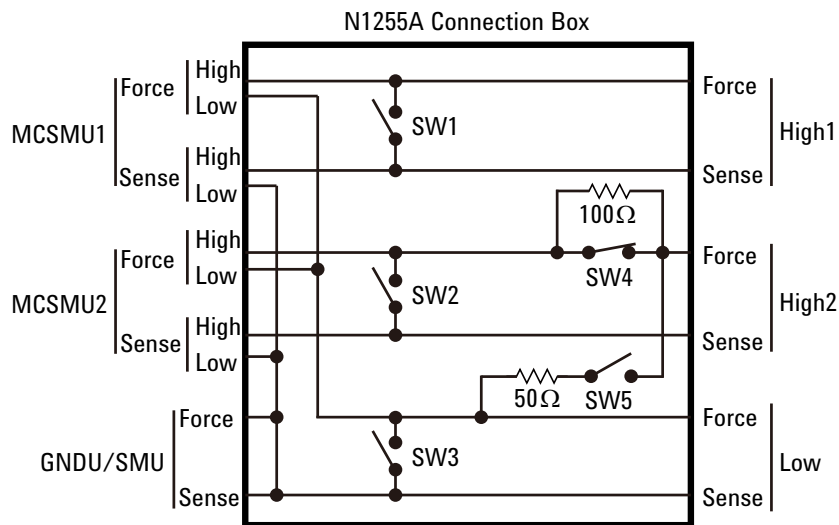 N1255A Connection Box
MCSMU1
Force
High
Low
Sense
High
Low
SW1
Force
Sense
High1
100Ω
MCSMU2
Force
High
Low
Sense
High
Low
SW2
SW4
Force
Sense
High2
50Ω
SW5
GNDU/SMU
Force
Sense
SW3
Force
Sense
Low